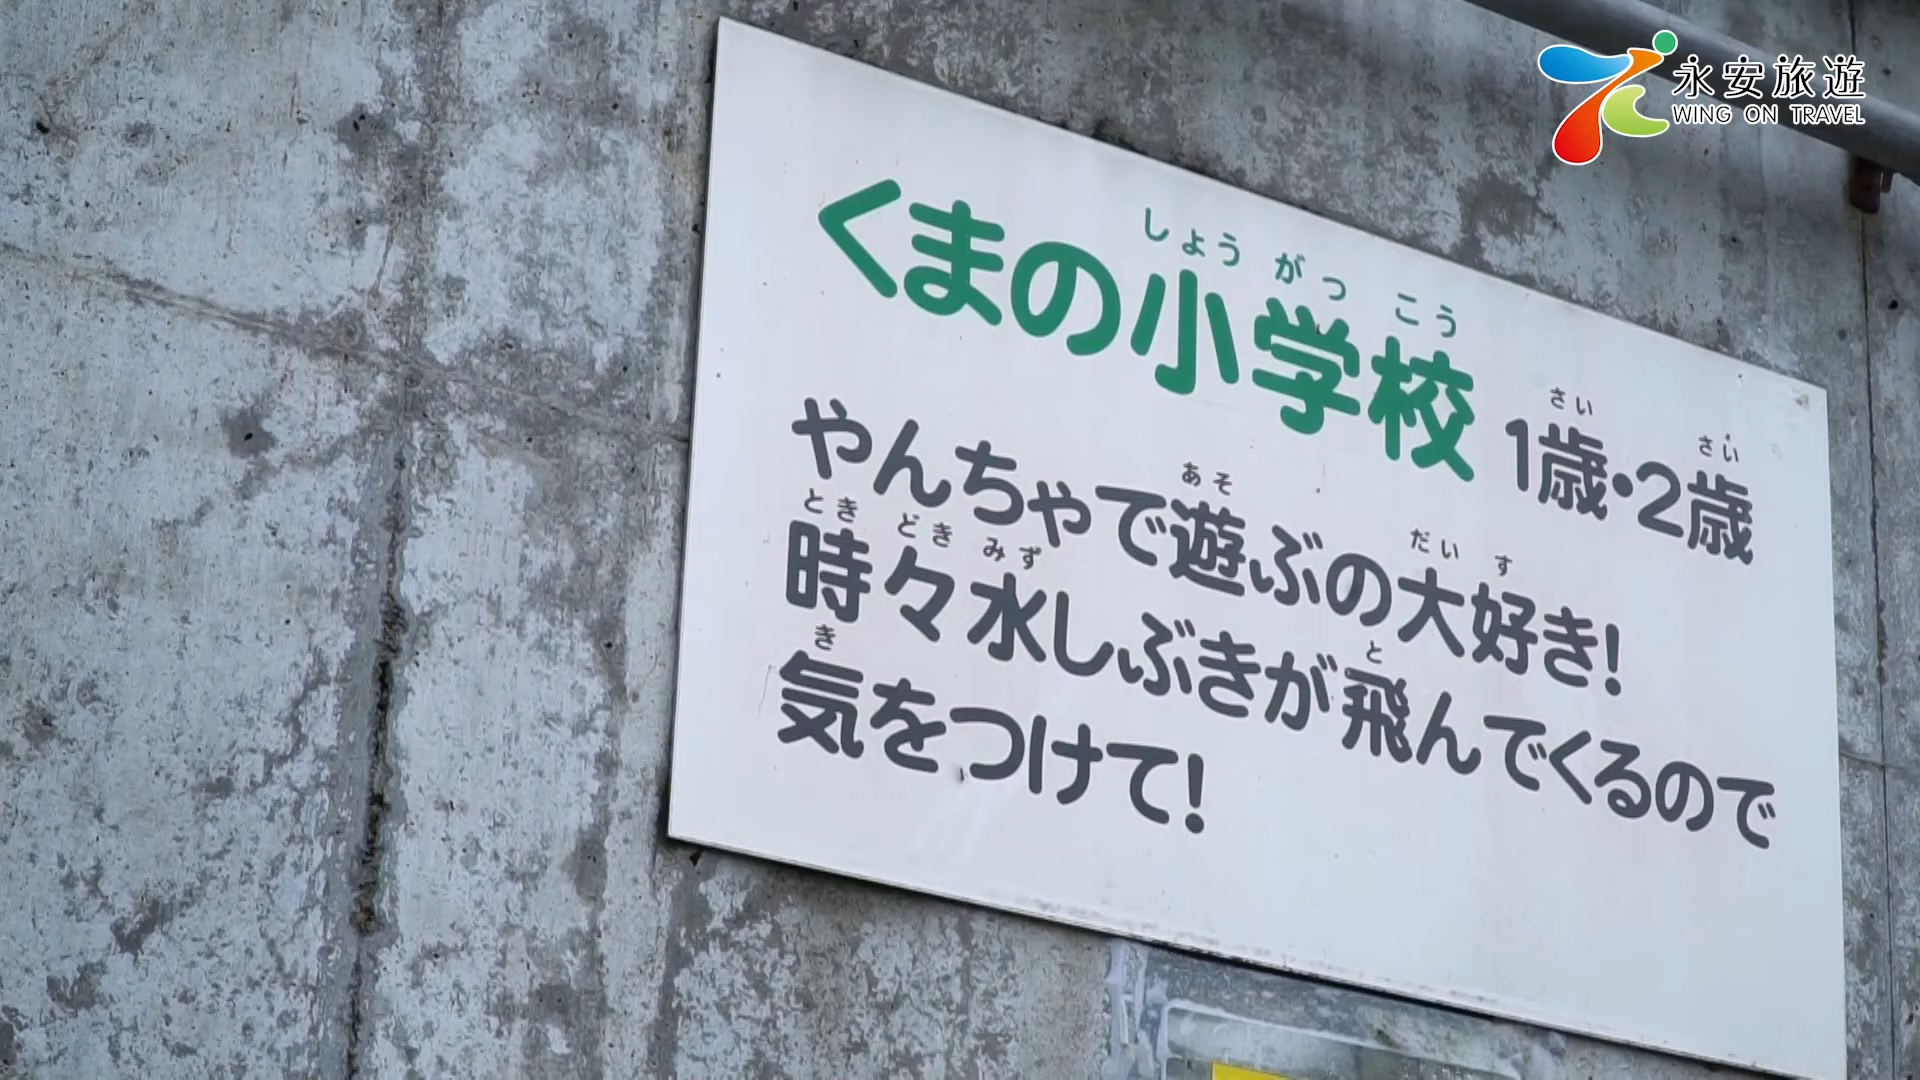 永安旅遊
WING ON TRAVEL
しょう がっ こう
くまの小学校
さい さい
1歳・2歳
あそ だい す
やんちゃで遊ぶの大好き!
とき どき みず と
時々水しぶきが飛んでくるので
き
気をつけて!